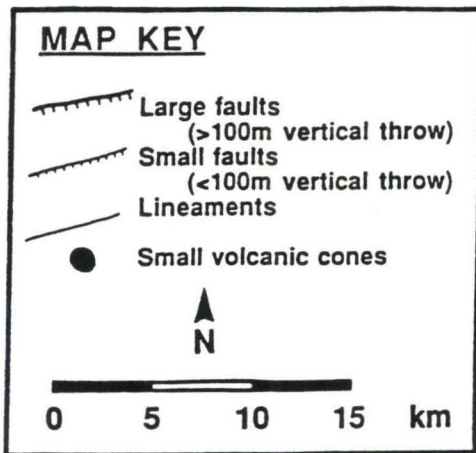 MAP KEY
Large faults
(>100m vertical throw)
Small faults
(<100m vertical throw)
Lineaments
Small volcanic cones
N
0 5 10 15 km